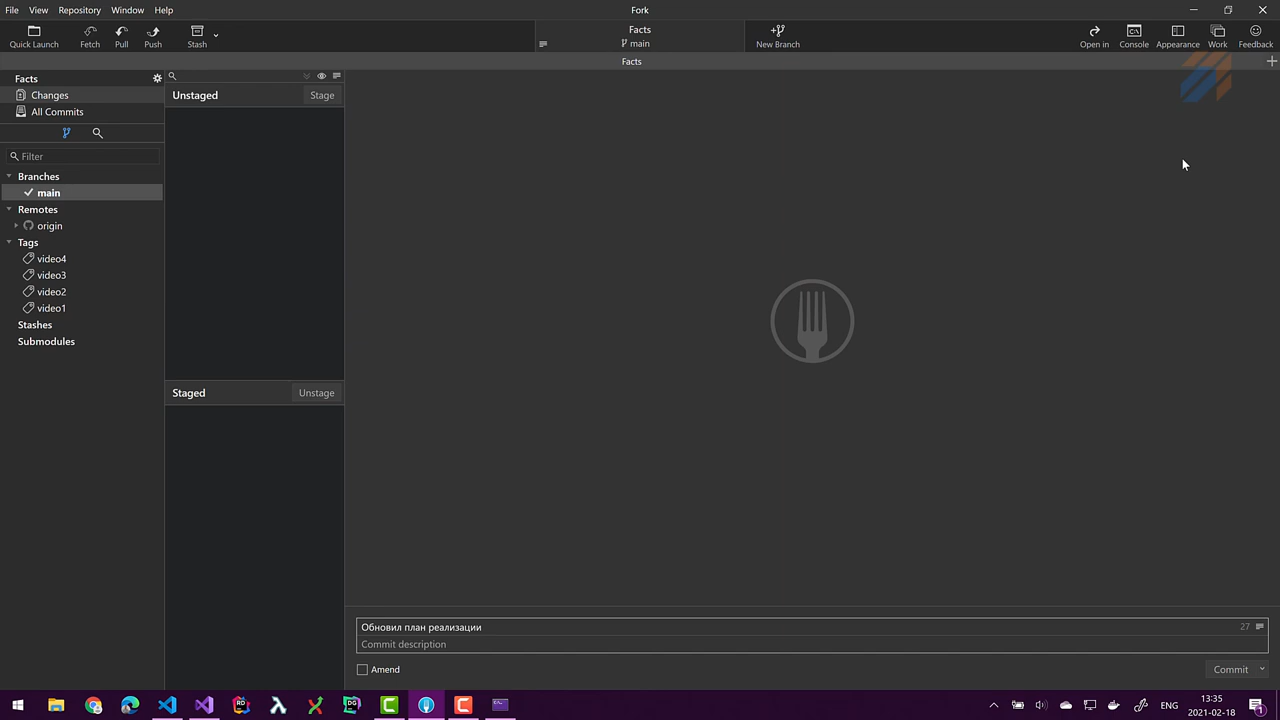 File View Repository Window Help Fork
Quick Launch Fetch Pull Push Stash Facts main New Branch Open in Console Appearance Work Feedback
Facts
Facts
Changes
All Commits
Filter
Branches
main
Remotes
origin
Tags
video4
video3
video2
video1
Stashes
Submodules
Unstaged Stage
Staged Unstage
Обновил план реализации 27
Commit description
Amend Commit
ENG 13:35
2021-02-18 1